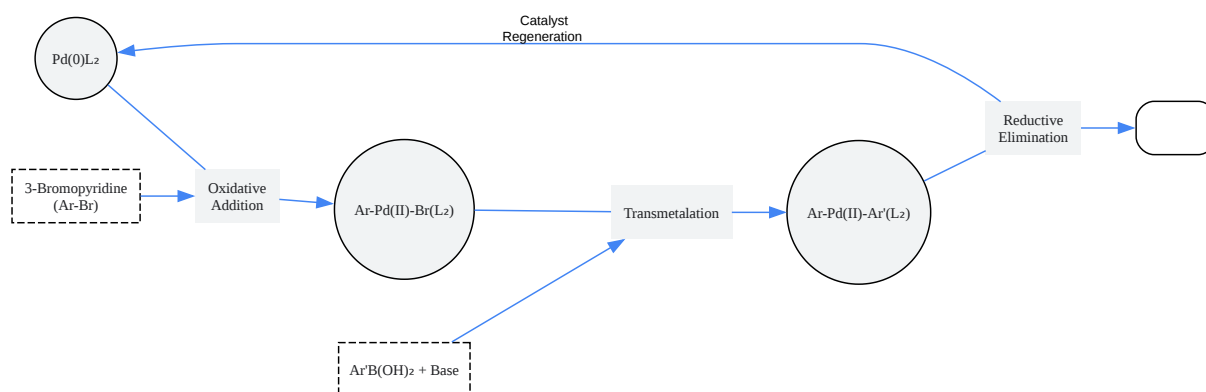 Catalyst
Regeneration
Pd(0)L₂
Reductive
Elimination
3-Bromopyridine
(Ar-Br)
Oxidative
Addition
Ar-Pd(II)-Br(L₂)
Transmetalation
Ar-Pd(II)-Ar'(L₂)
Ar'B(OH)₂ + Base